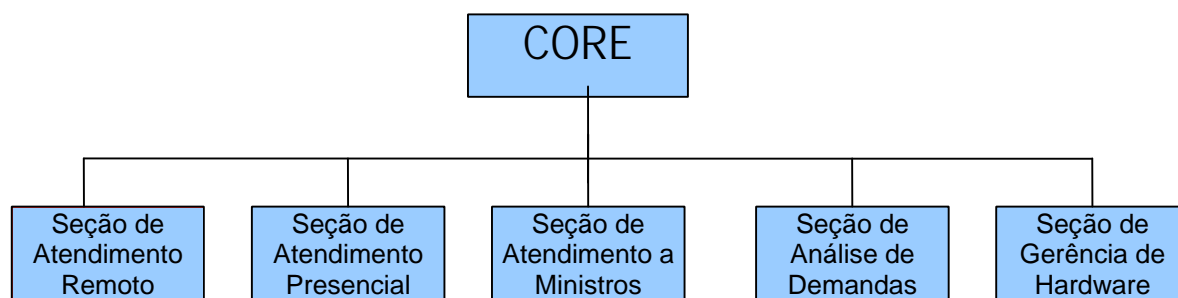 CORE
Seção de
Atendimento
Remoto
Seção de
Atendimento
Presencial
Seção de
Atendimento a
Ministros
Seção de
Análise de
Demandas
Seção de
Gerência de
Hardware